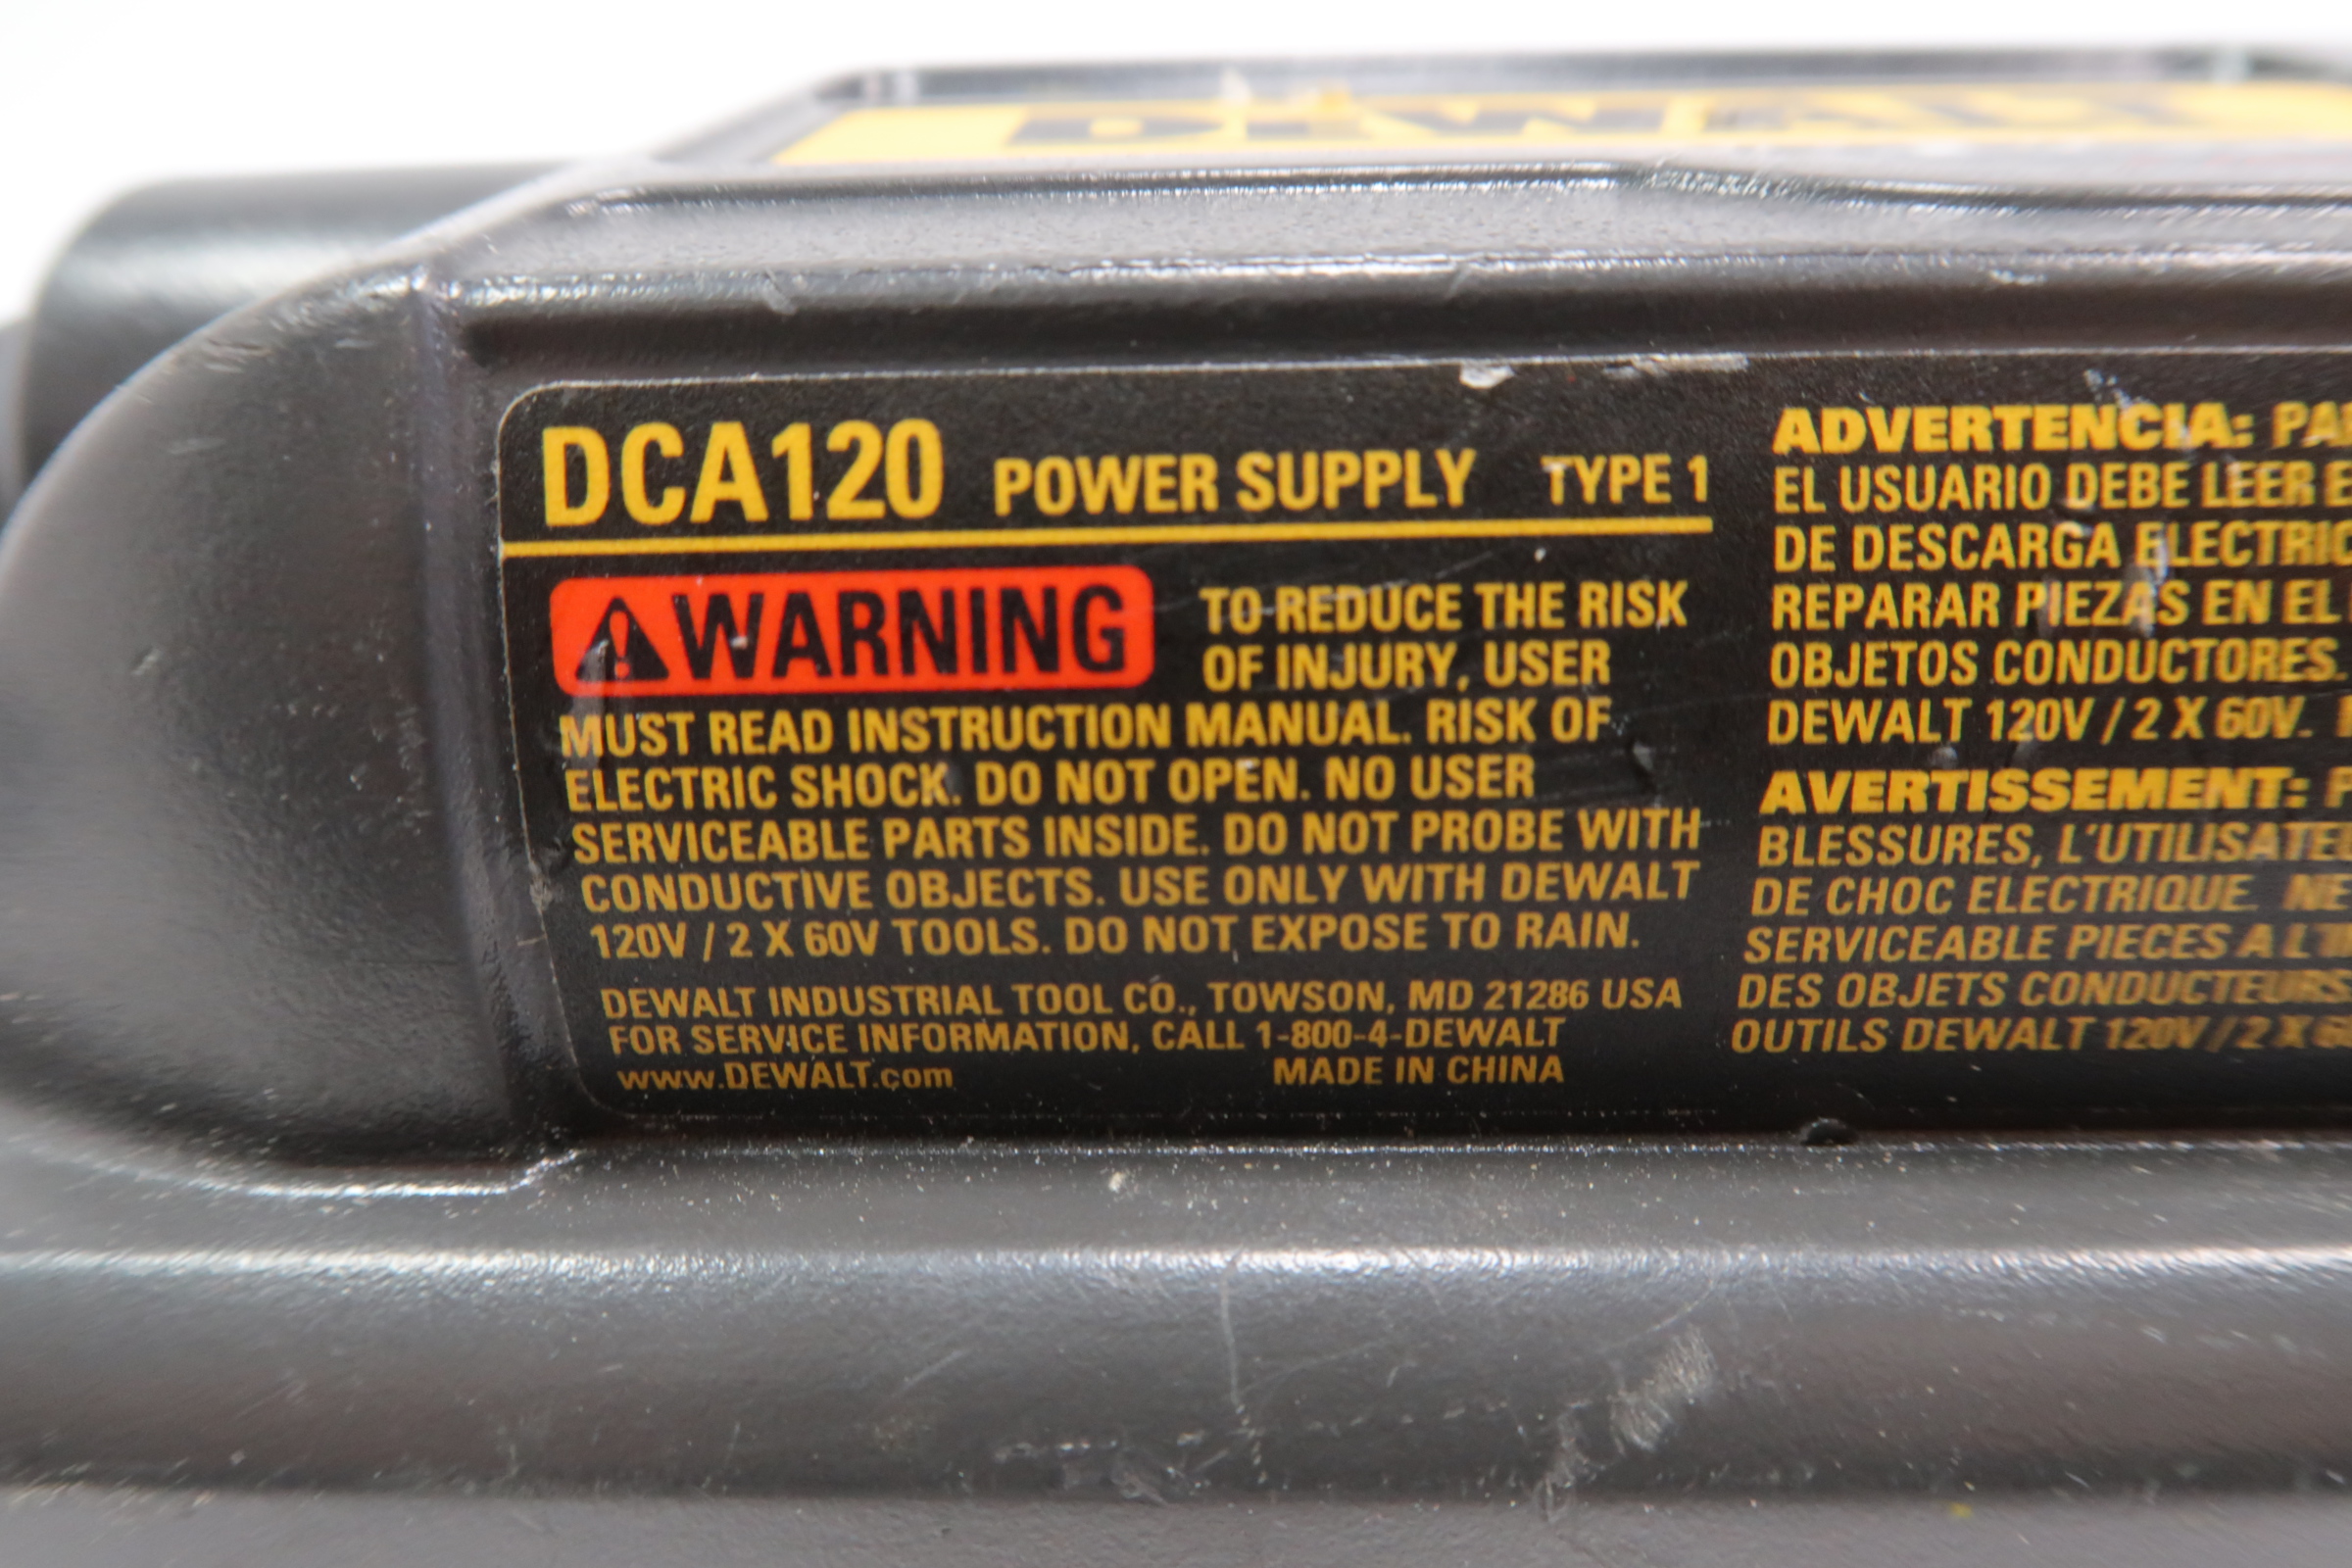 DEWALT
DCA120 POWER SUPPLY TYPE 1
WARNING TO REDUCE THE RISK
OF INJURY, USER
MUST READ INSTRUCTION MANUAL. RISK OF
ELECTRIC SHOCK. DO NOT OPEN. NO USER
SERVICEABLE PARTS INSIDE. DO NOT PROBE WITH
CONDUCTIVE OBJECTS. USE ONLY WITH DEWALT
120V / 2 X 60V TOOLS. DO NOT EXPOSE TO RAIN.
DEWALT INDUSTRIAL TOOL CO., TOWSON, MD 21286 USA
FOR SERVICE INFORMATION, CALL 1-800-4-DEWALT
www.DEWALT.com MADE IN CHINA
ADVERTENCIA:
EL USUARIO DEBE LEER
DE DESCARGA
REPARAR PIEZAS EN EL
OBJETOS CONDUCTORES.
DEWALT 120V / 2 X 60V.
AVERTISSEMENT:
BLESSURES,
DE CHOC ELECTRIQUE. NE
SERVICEABLE PIECES A
DES OBJETS CONDUCTEURS
OUTILS DEWALT 120V / 2 X